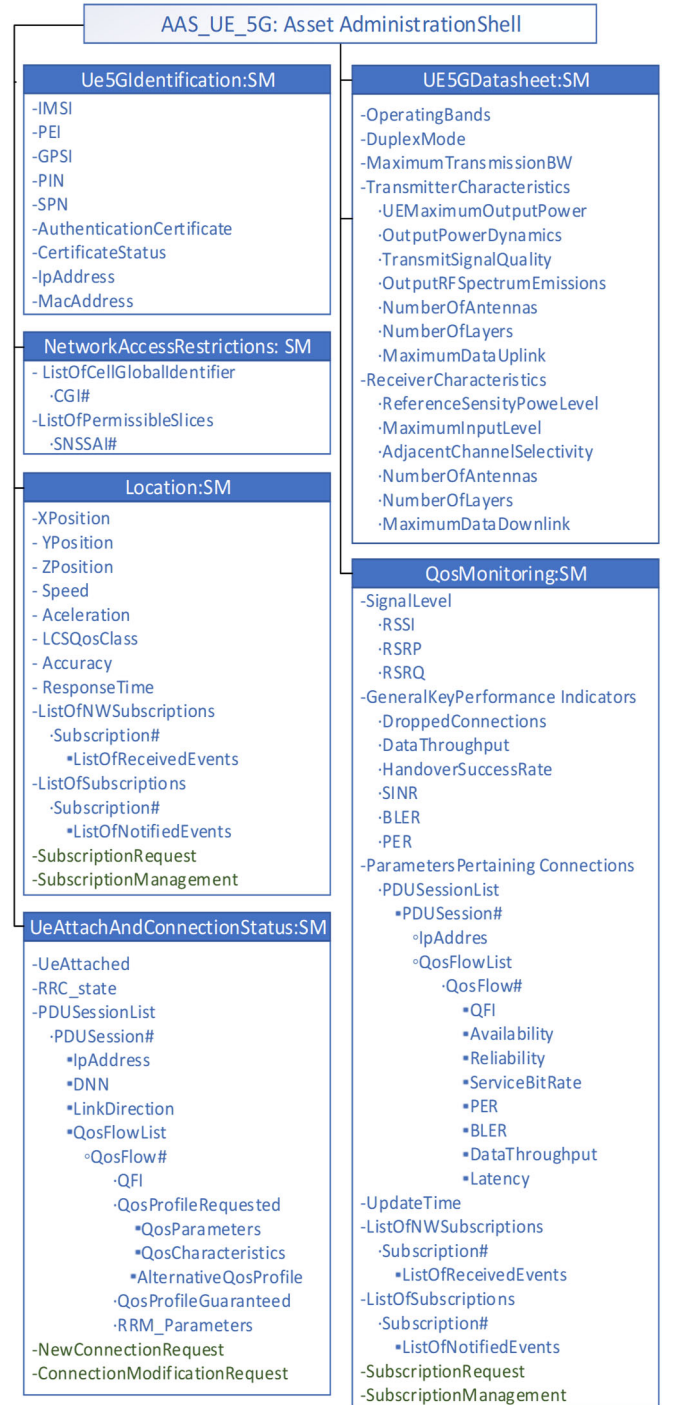 AAS_UE_5G: Asset AdministrationShell
Ue5GIdentification:SM
-IMSI
-PEI
-GPSI
-PIN
-SPN
-AuthenticationCertificate
-CertificateStatus
-IpAddress
-MacAddress
NetworkAccessRestrictions: SM
- ListOfCellGlobalIdentifier
·CGI#
-ListOfPermissibleSlices
·SNSSAI#
Location:SM
-XPosition
- YPosition
- ZPosition
- Speed
- Aceleration
- LCSQosClass
- Accuracy
- ResponseTime
-ListOfNWSubscriptions
·Subscription#
▪ListOfReceivedEvents
-ListOfSubscriptions
·Subscription#
▪ListOfNotifiedEvents
-SubscriptionRequest
-SubscriptionManagement
UeAttachAndConnectionStatus:SM
-UeAttached
-RRC_state
-PDUSessionList
·PDUSession#
▪IpAddress
▪DNN
▪LinkDirection
▪QosFlowList
◦QosFlow#
·QFI
·QosProfileRequested
▪QosParameters
▪QosCharacteristics
▪AlternativeQosProfile
·QosProfileGuaranteed
·RRM_Parameters
-NewConnectionRequest
-ConnectionModificationRequest
UE5GDatasheet:SM
-OperatingBands
-DuplexMode
-MaximumTransmissionBW
-TransmitterCharacteristics
·UEMaximumOutputPower
·OutputPowerDynamics
·TransmitSignalQuality
·OutputRFSpectrumEmissions
·NumberOfAntennas
·NumberOfLayers
·MaximumDataUplink
-ReceiverCharacteristics
·ReferenceSensityPoweLevel
·MaximumInputLevel
·AdjacentChannelSelectivity
·NumberOfAntennas
·NumberOfLayers
·MaximumDataDownlink
QosMonitoring:SM
-SignalLevel
·RSSI
·RSRP
·RSRQ
-GeneralKeyPerformance Indicators
·DroppedConnections
·DataThroughput
·HandoverSuccessRate
·SINR
·BLER
·PER
-ParametersPertaining Connections
·PDUSessionList
▪PDUSession#
◦IpAddres
◦QosFlowList
·QosFlow#
▪QFI
▪Availability
▪Reliability
▪ServiceBitRate
▪PER
▪BLER
▪DataThroughput
▪Latency
-UpdateTime
-ListOfNWSubscriptions
·Subscription#
▪ListOfReceivedEvents
-ListOfSubscriptions
·Subscription#
▪ListOfNotifiedEvents
-SubscriptionRequest
-SubscriptionManagement